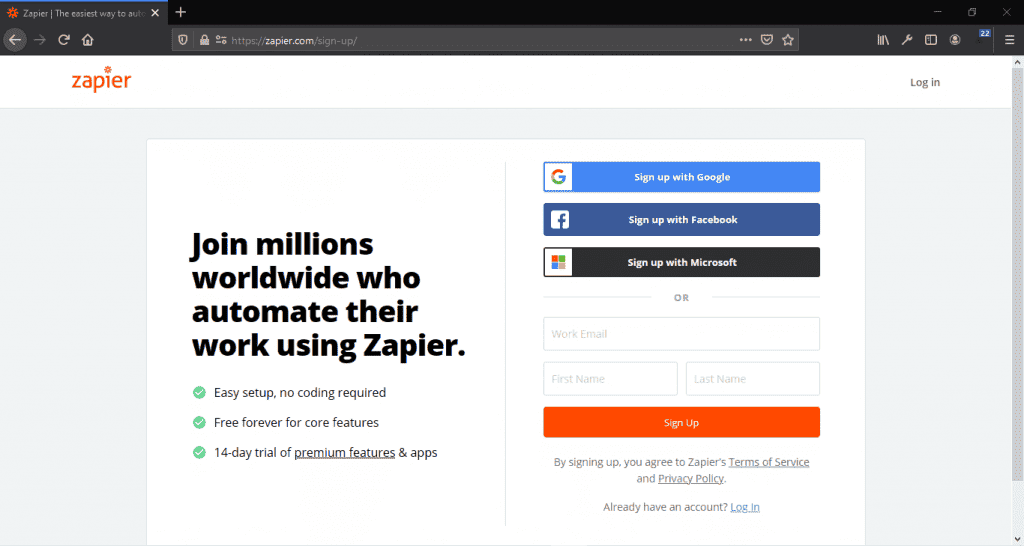 Zapier | The easiest way to auto
https://zapier.com/sign-up/
22
zapier
Log in
Join millions
worldwide who
automate their
work using Zapier.
Easy setup, no coding required
Free forever for core features
14-day trial of premium features & apps
Sign up with Google
Sign up with Facebook
Sign up with Microsoft
OR
Work Email
First Name
Last Name
Sign Up
By signing up, you agree to Zapier's Terms of Service
and Privacy Policy.
Already have an account? Log In